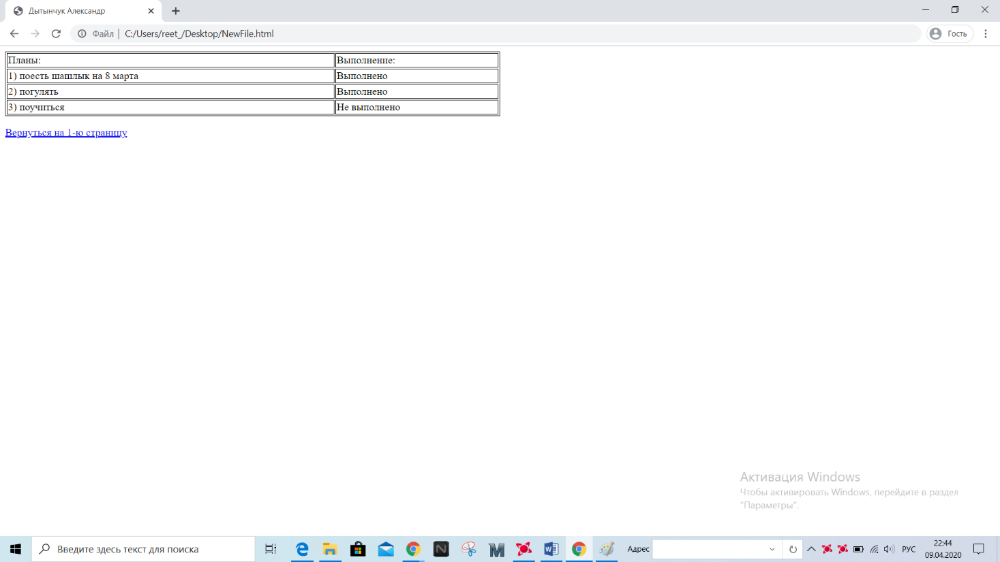 Дытынчук Александр
Файл | C:/Users/reet_/Desktop/NewFile.html
Гость
Планы: Выполнение:
1) поесть шашлык на 8 марта Выполнено
2) погулять Выполнено
3) поучиться Не выполнено
Вернуться на 1-ю страницу
Активация Windows
Чтобы активировать Windows, перейдите в раздел
"Параметры".
Введите здесь текст для поиска
Адрес
РУС
22:44
09.04.2020